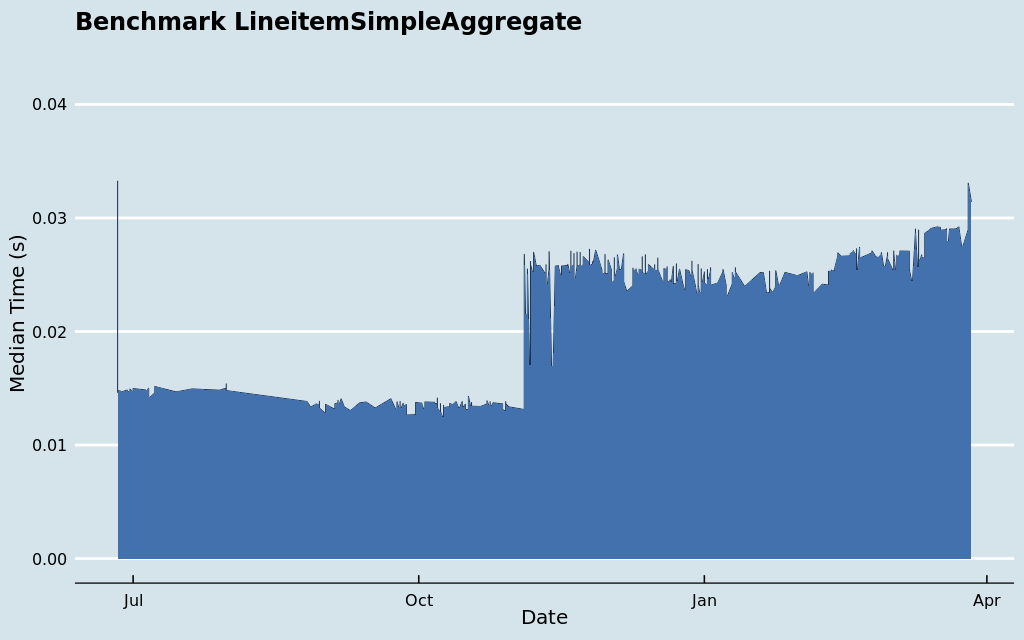 Benchmark LineitemSimpleAggregate
Median Time (s)
0.04
0.03
0.02
0.01
0.00
Jul
Oct
Jan
Apr
Date